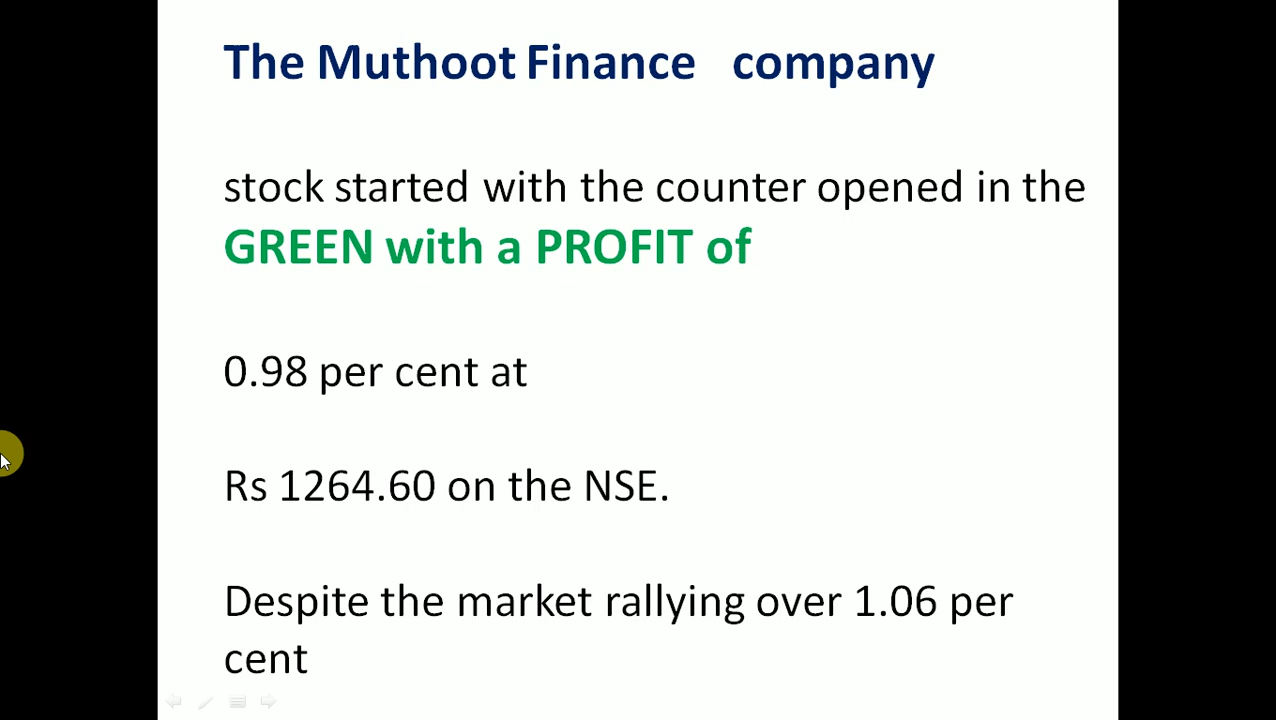 The Muthoot Finance company
stock started with the counter opened in the
GREEN with a PROFIT of
0.98 per cent at
Rs 1264.60 on the NSE.
Despite the market rallying over 1.06 per
cent